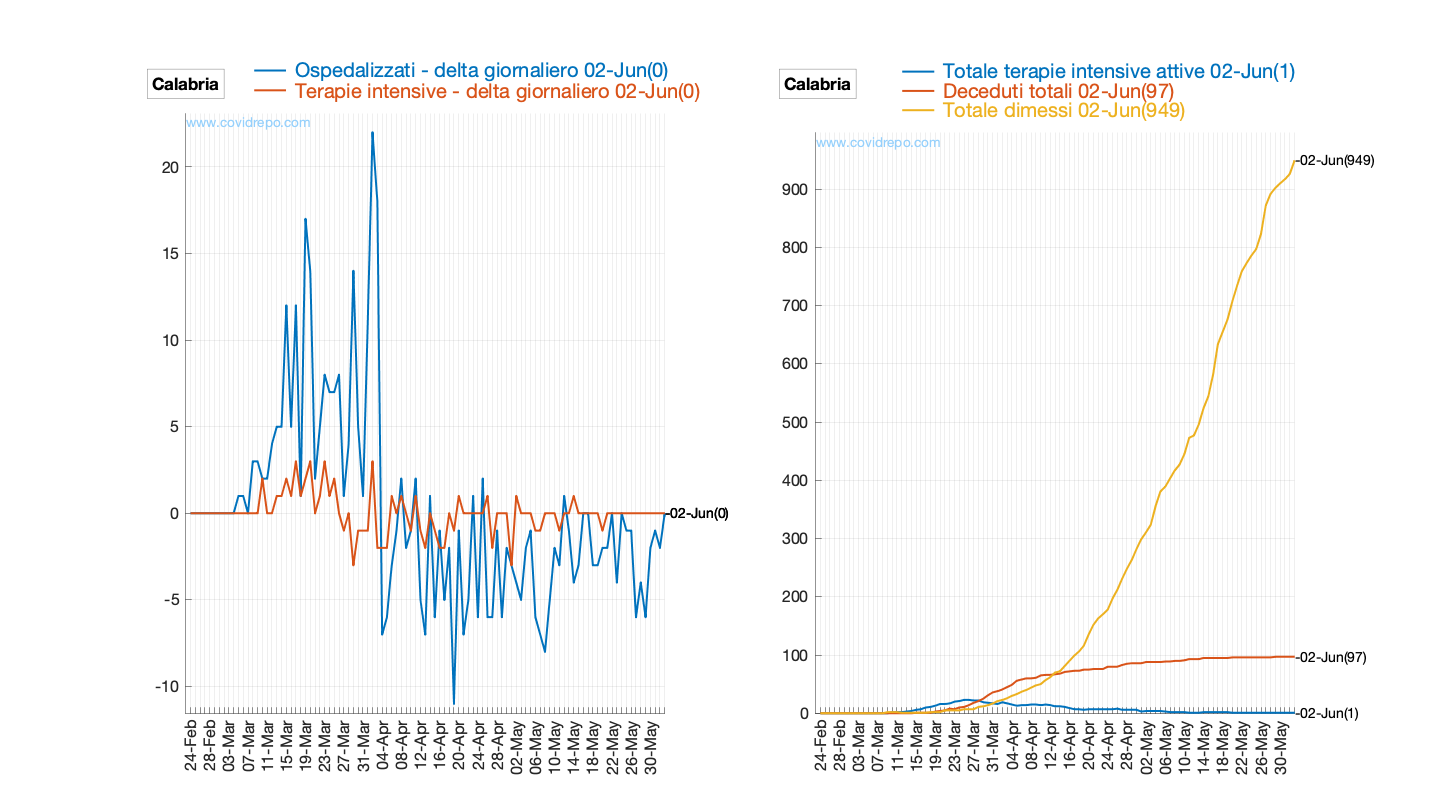 Calabria
Ospedalizzati - delta giornaliero 02-Jun(0)
Terapie intensive - delta giornaliero 02-Jun(0)
www.covidrepo.com
20
15
10
5
0
-5
-10
-02-Jun(0)
24-Feb
28-Feb
03-Mar
07-Mar
11-Mar
15-Mar
19-Mar
23-Mar
27-Mar
31-Mar
04-Apr
08-Apr
12-Apr
16-Apr
20-Apr
24-Apr
28-Apr
02-May
06-May
10-May
14-May
18-May
22-May
26-May
30-May
Calabria
Totale terapie intensive attive 02-Jun(1)
Deceduti totali 02-Jun(97)
Totale dimessi 02-Jun(949)
www.covidrepo.com
900
800
700
600
500
400
300
200
100
0
-02-Jun(949)
-02-Jun(97)
-02-Jun(1)
24-Feb
28-Feb
03-Mar
07-Mar
11-Mar
15-Mar
19-Mar
23-Mar
27-Mar
31-Mar
04-Apr
08-Apr
12-Apr
16-Apr
20-Apr
24-Apr
28-Apr
02-May
06-May
10-May
14-May
18-May
22-May
26-May
30-May